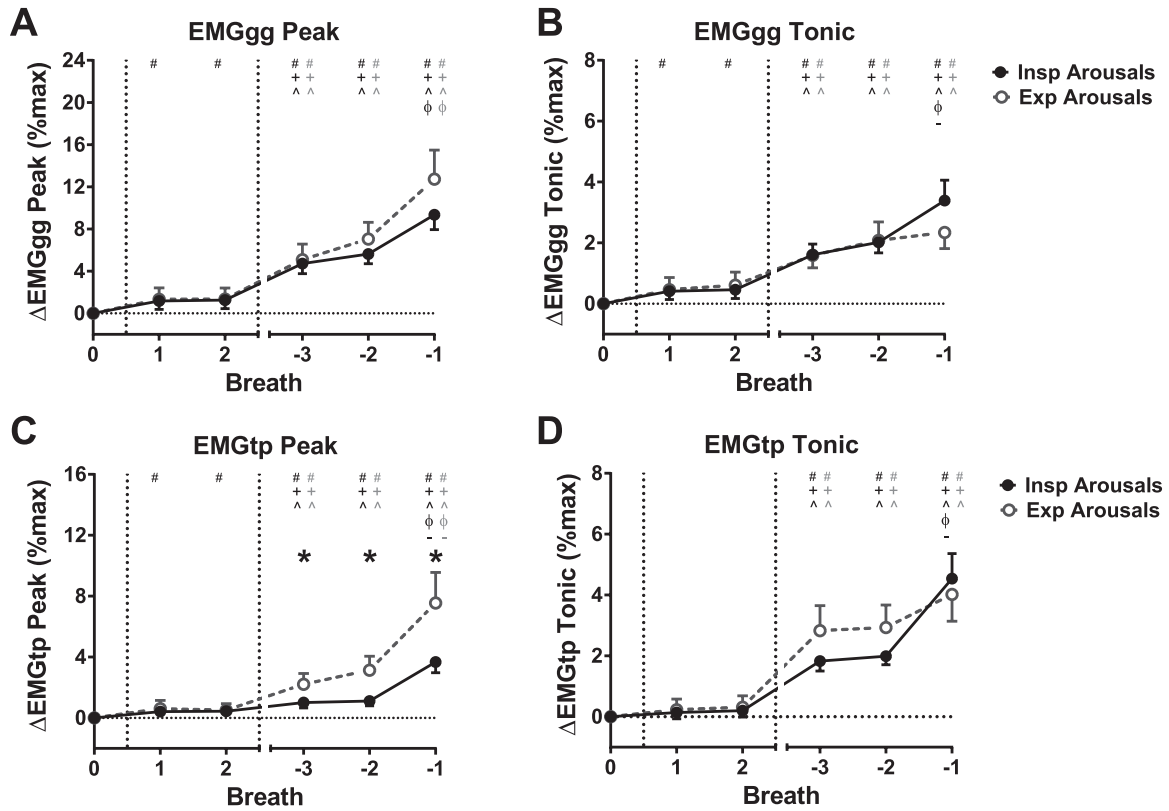 A
EMGgg Peak
ΔEMGgg Peak (%max)
24
20
16
12
8
4
0
# # # # # # # #
+ + + + + +
^ ^ ^ ^ ^ ^
ϕ ϕ
0 1 2 -3 -2 -1
Breath
B
EMGgg Tonic
ΔEMGgg Tonic (%max)
8
6
4
2
0
# # # # # # # #
+ + + + + +
^ ^ ^ ^ ^ ^
ϕ
-
0 1 2 -3 -2 -1
Breath
Insp Arousals
Exp Arousals
C
EMGtp Peak
ΔEMGtp Peak (%max)
16
12
8
4
0
# # # # # # # #
+ + + + + +
^ ^ ^ ^ ^ ^
ϕ ϕ
- -
* * *
0 1 2 -3 -2 -1
Breath
D
EMGtp Tonic
ΔEMGtp Tonic (%max)
8
6
4
2
0
# # # # # #
+ + + + + +
^ ^ ^ ^ ^ ^
ϕ
-
0 1 2 -3 -2 -1
Breath
Insp Arousals
Exp Arousals